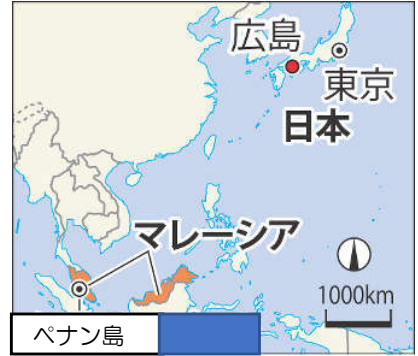 広島
東京
日本
マレーシア
1000km
ペナン島